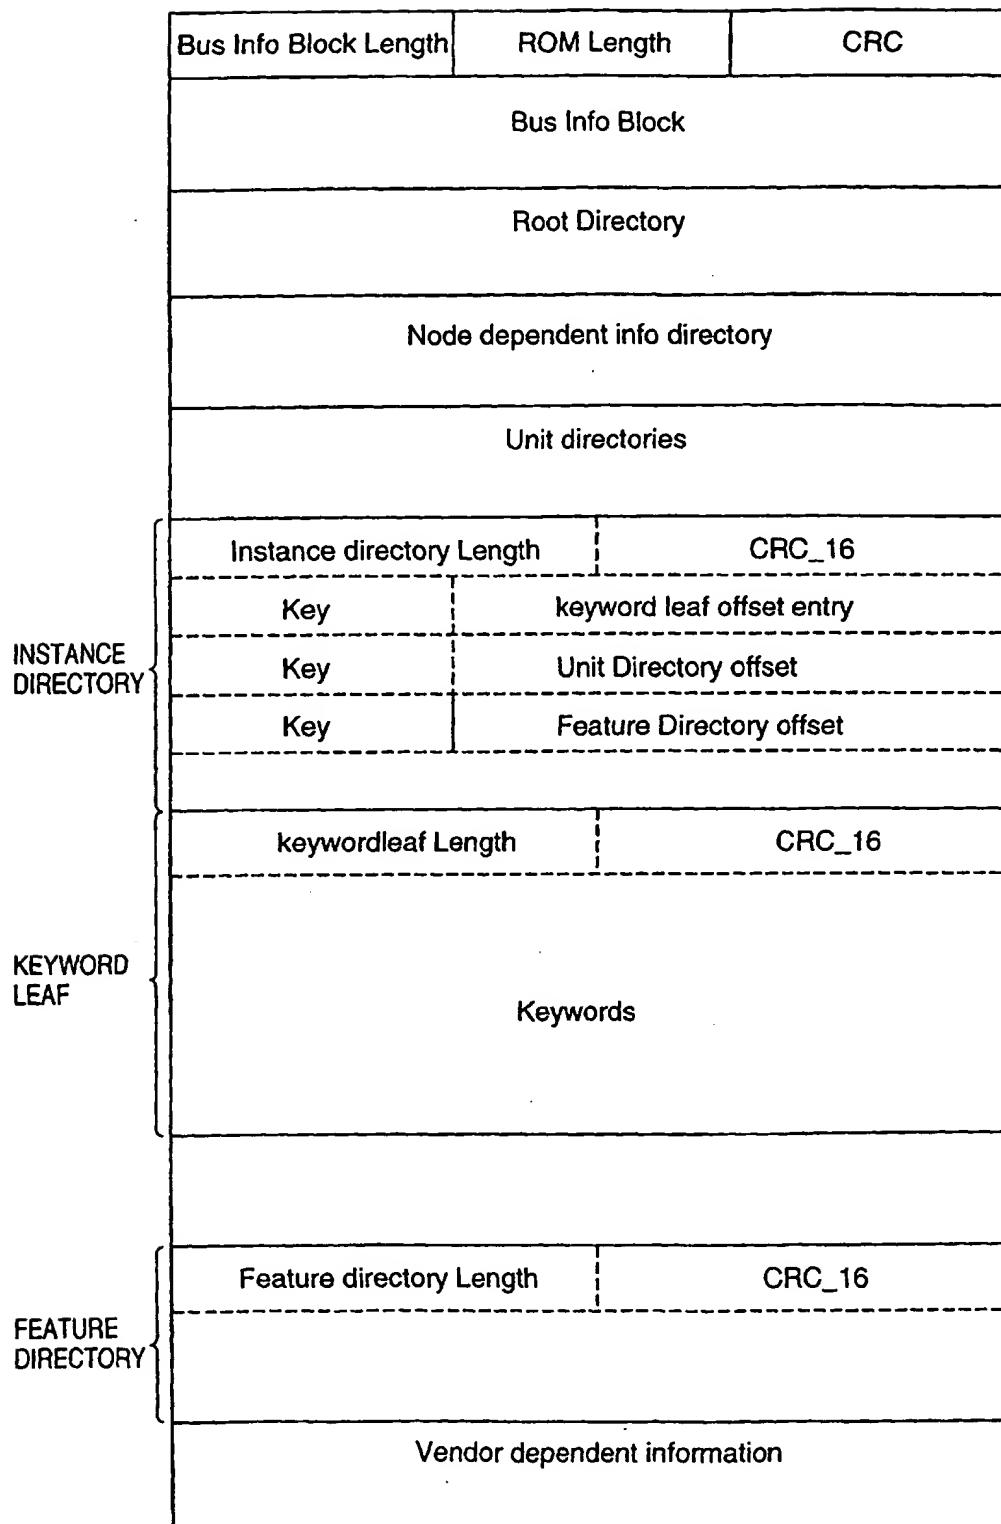 Bus Info Block Length ROM Length CRC
Bus Info Block
Root Directory
Node dependent info directory
Unit directories
Instance directory Length CRC_16
Key keyword leaf offset entry
INSTANCE
DIRECTORY
Key Unit Directory offset
Key Feature Directory offset
keywordleaf Length CRC_16
KEYWORD
LEAF
Keywords
Feature directory Length CRC_16
FEATURE
DIRECTORY
Vendor dependent information